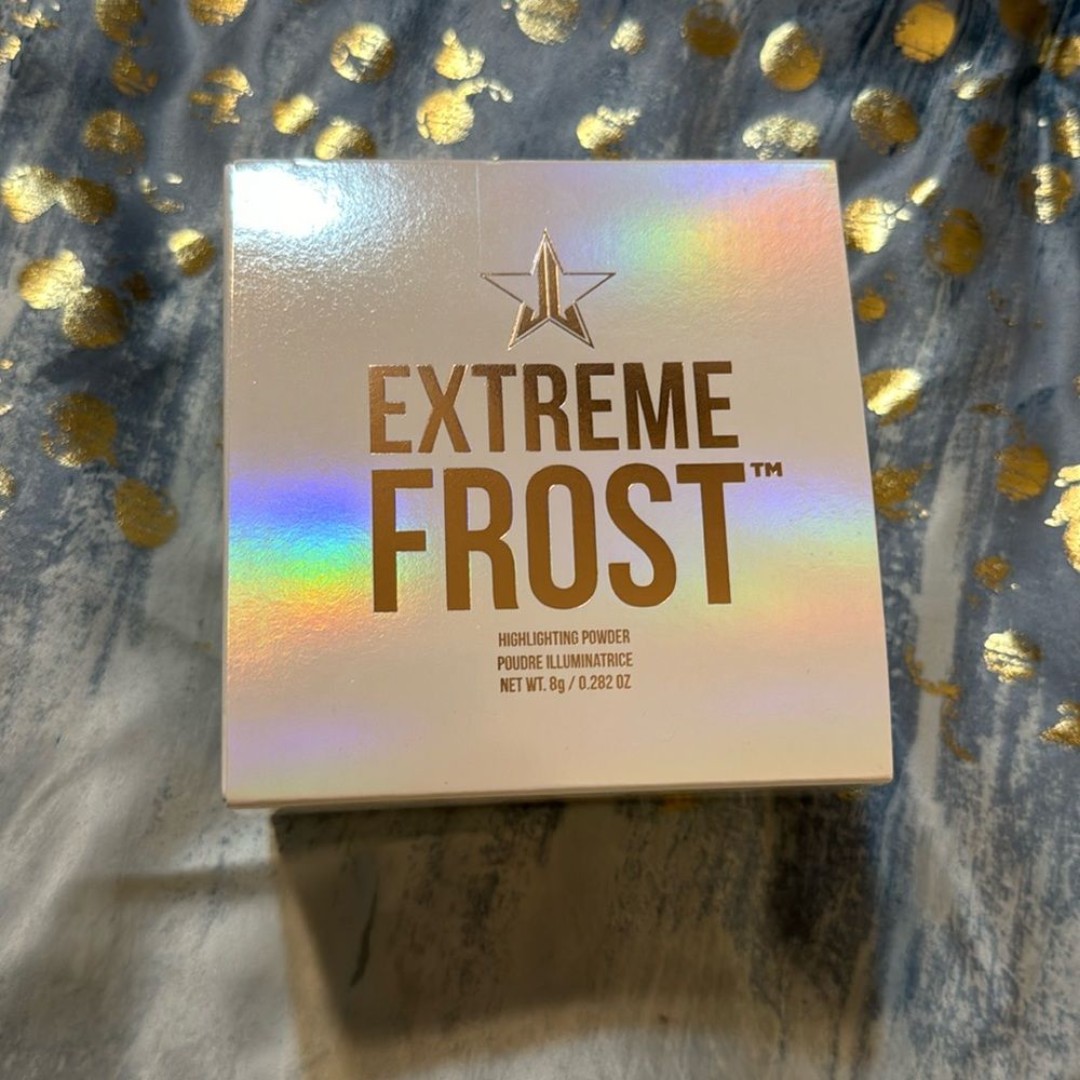 EXTREME
FROST™
HIGHLIGHTING POWDER
POUDRE ILLUMINATRICE
NET WT. 8g / 0.282 OZ